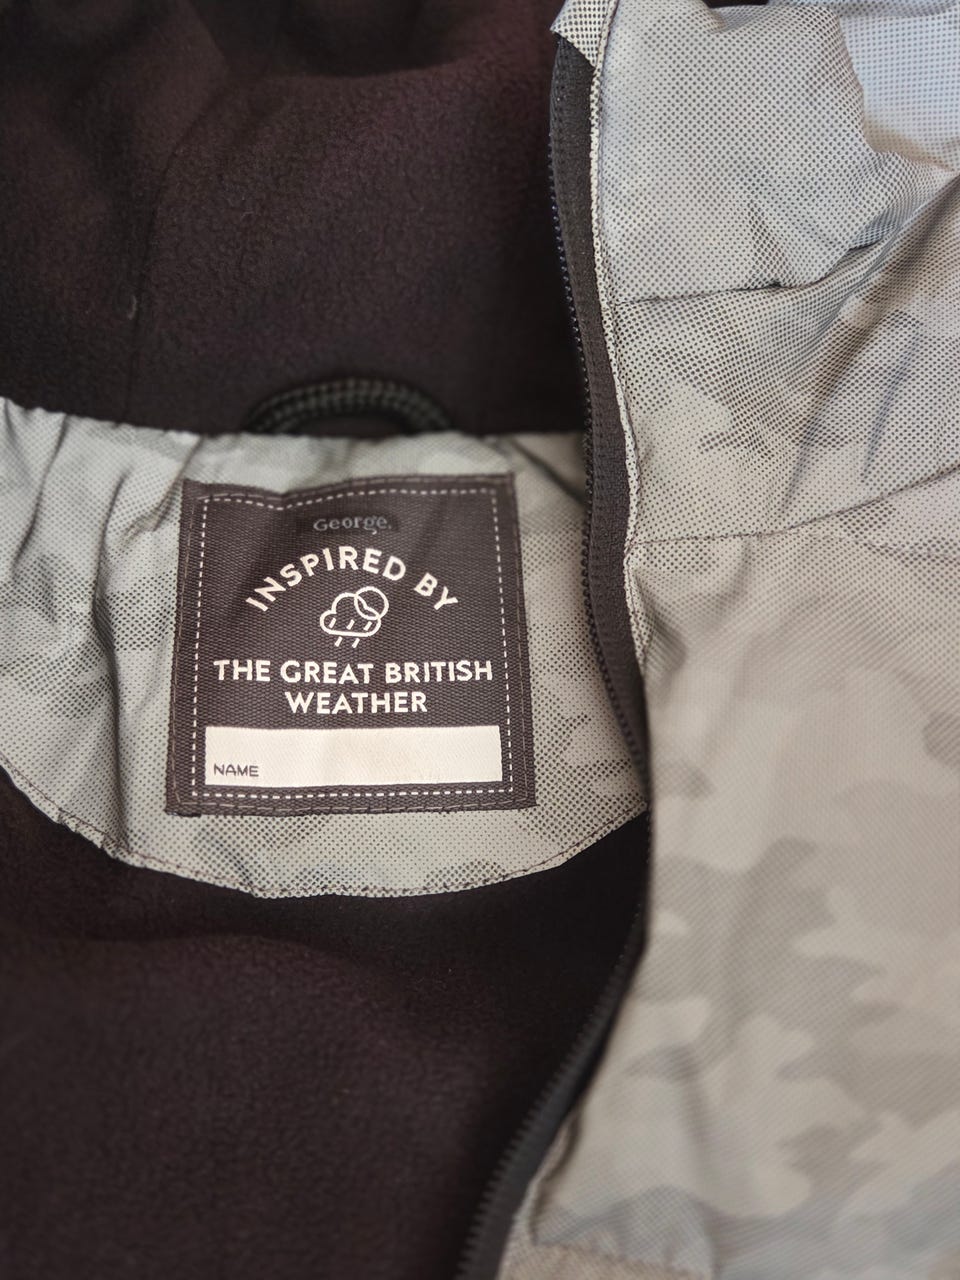 George.
INSPIRED BY
THE GREAT BRITISH
WEATHER
NAME